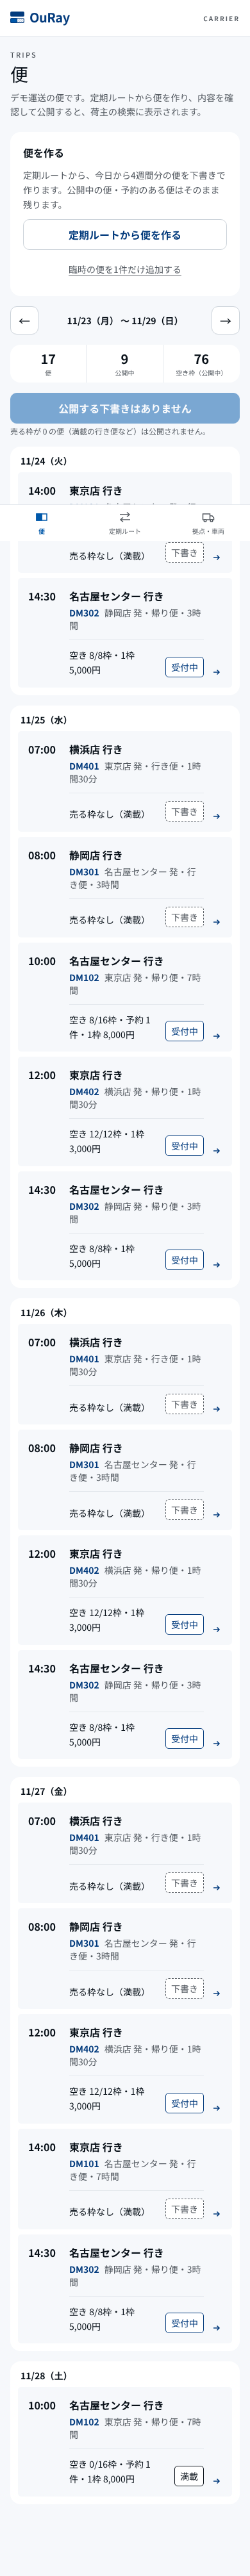 OuRay
CARRIER
TRIPS
便
デモ運送の便です。定期ルートから便を作り、内容を確
認して公開すると、荷主の検索に表示されます。
便を作る
定期ルートから、今日から4週間分の便を下書きで
作ります。公開中の便・予約のある便はそのまま
残ります。
定期ルートから便を作る
臨時の便を1件だけ追加する
←
11/23（月） 〜 11/29（日）
→
17
便
9
公開中
76
空き枠（公開中）
公開する下書きはありません
売る枠が 0 の便（満載の行き便など）は公開されません。
11/24（火）
14:00 東京店 行き
便
定期ルート
拠点・車両
売る枠なし（満載）
下書き
→
14:30 名古屋センター 行き
DM302 静岡店 発・帰り便・3時
間
空き 8/8枠・1枠
5,000円
受付中
→
11/25（水）
07:00 横浜店 行き
DM401 東京店 発・行き便・1時
間30分
売る枠なし（満載）
下書き
→
08:00 静岡店 行き
DM301 名古屋センター 発・行
き便・3時間
売る枠なし（満載）
下書き
→
10:00 名古屋センター 行き
DM102 東京店 発・帰り便・7時
間
空き 8/16枠・予約 1
件・1枠 8,000円
受付中
→
12:00 東京店 行き
DM402 横浜店 発・帰り便・1時
間30分
空き 12/12枠・1枠
3,000円
受付中
→
14:30 名古屋センター 行き
DM302 静岡店 発・帰り便・3時
間
空き 8/8枠・1枠
5,000円
受付中
→
11/26（木）
07:00 横浜店 行き
DM401 東京店 発・行き便・1時
間30分
売る枠なし（満載）
下書き
→
08:00 静岡店 行き
DM301 名古屋センター 発・行
き便・3時間
売る枠なし（満載）
下書き
→
12:00 東京店 行き
DM402 横浜店 発・帰り便・1時
間30分
空き 12/12枠・1枠
3,000円
受付中
→
14:30 名古屋センター 行き
DM302 静岡店 発・帰り便・3時
間
空き 8/8枠・1枠
5,000円
受付中
→
11/27（金）
07:00 横浜店 行き
DM401 東京店 発・行き便・1時
間30分
売る枠なし（満載）
下書き
→
08:00 静岡店 行き
DM301 名古屋センター 発・行
き便・3時間
売る枠なし（満載）
下書き
→
12:00 東京店 行き
DM402 横浜店 発・帰り便・1時
間30分
空き 12/12枠・1枠
3,000円
受付中
→
14:00 東京店 行き
DM101 名古屋センター 発・行
き便・7時間
売る枠なし（満載）
下書き
→
14:30 名古屋センター 行き
DM302 静岡店 発・帰り便・3時
間
空き 8/8枠・1枠
5,000円
受付中
→
11/28（土）
10:00 名古屋センター 行き
DM102 東京店 発・帰り便・7時
間
空き 0/16枠・予約 1
件・1枠 8,000円
満載
→